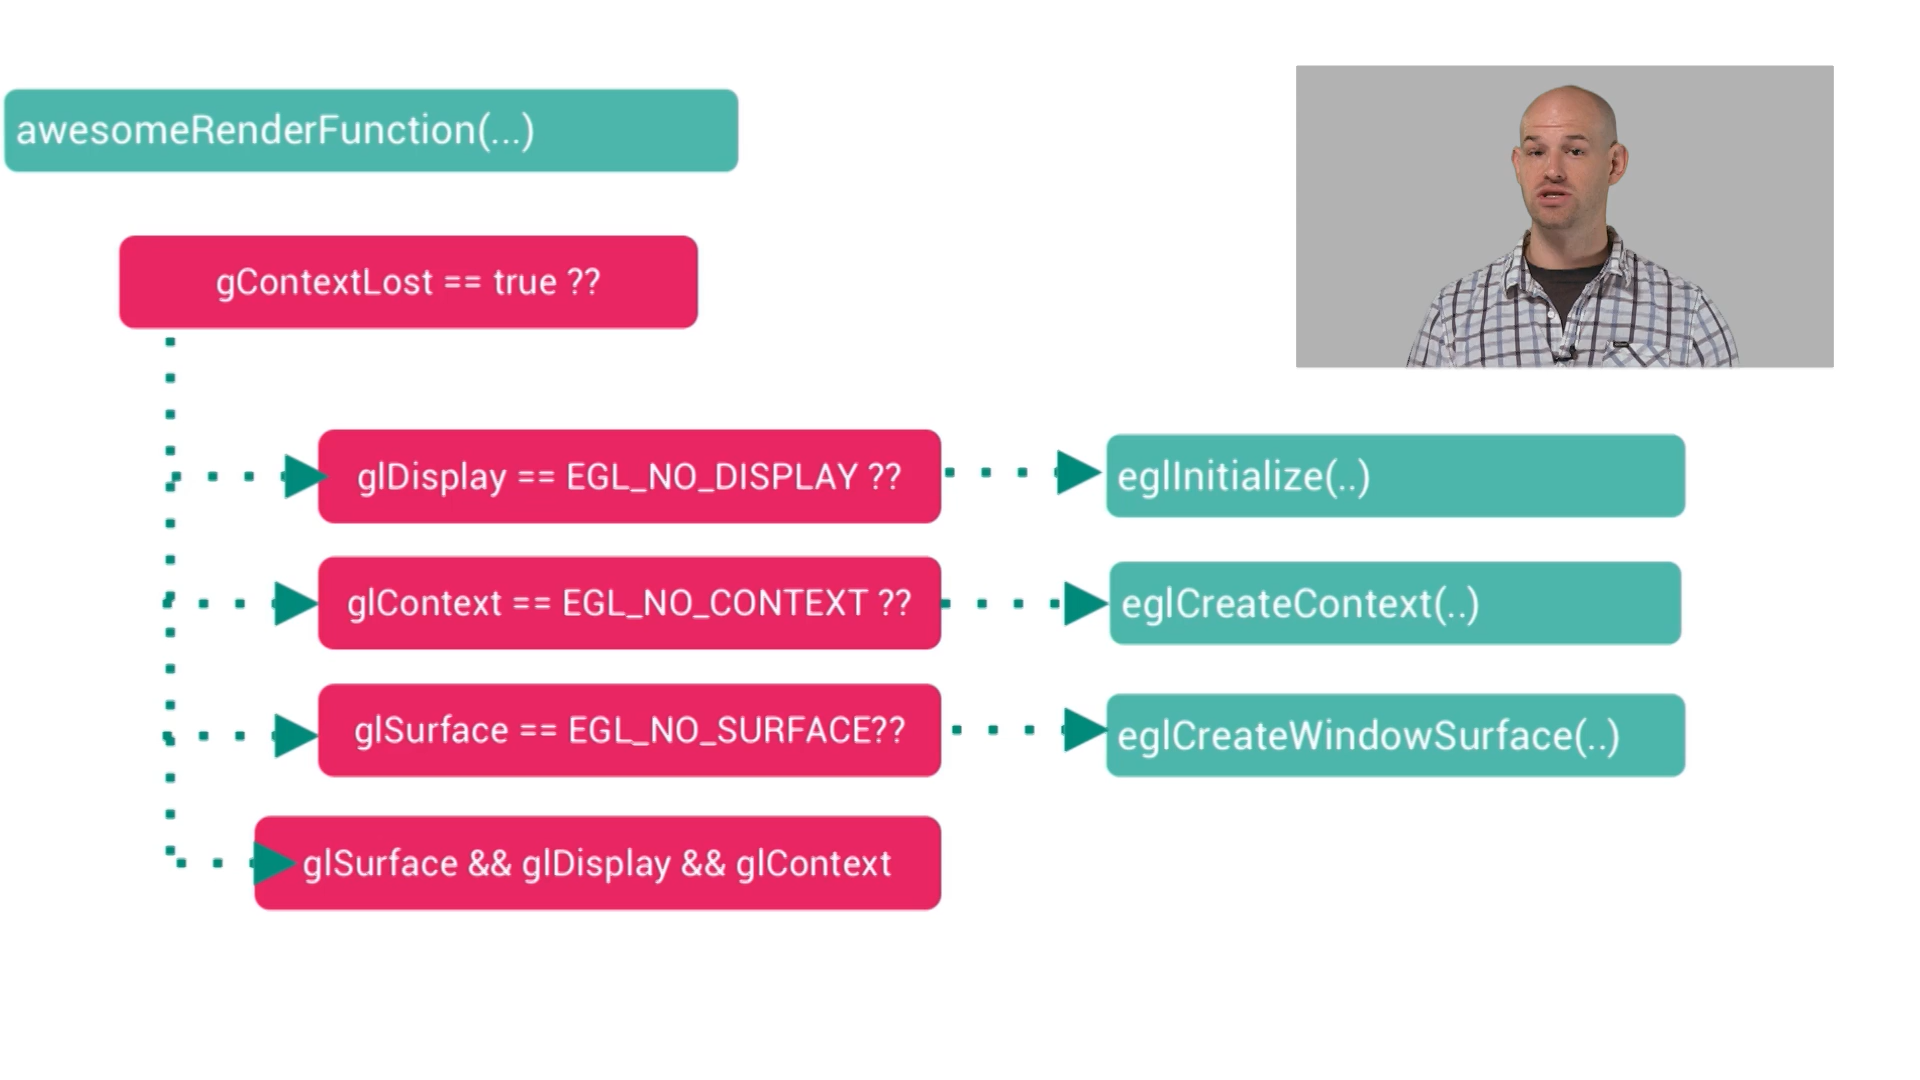 awesomeRenderFunction(...)
gContextLost == true ??
glDisplay == EGL_NO_DISPLAY ??
eglInitialize(..)
glContext == EGL_NO_CONTEXT ??
eglCreateContext(..)
glSurface == EGL_NO_SURFACE??
eglCreateWindowSurface(..)
glSurface && glDisplay && glContext